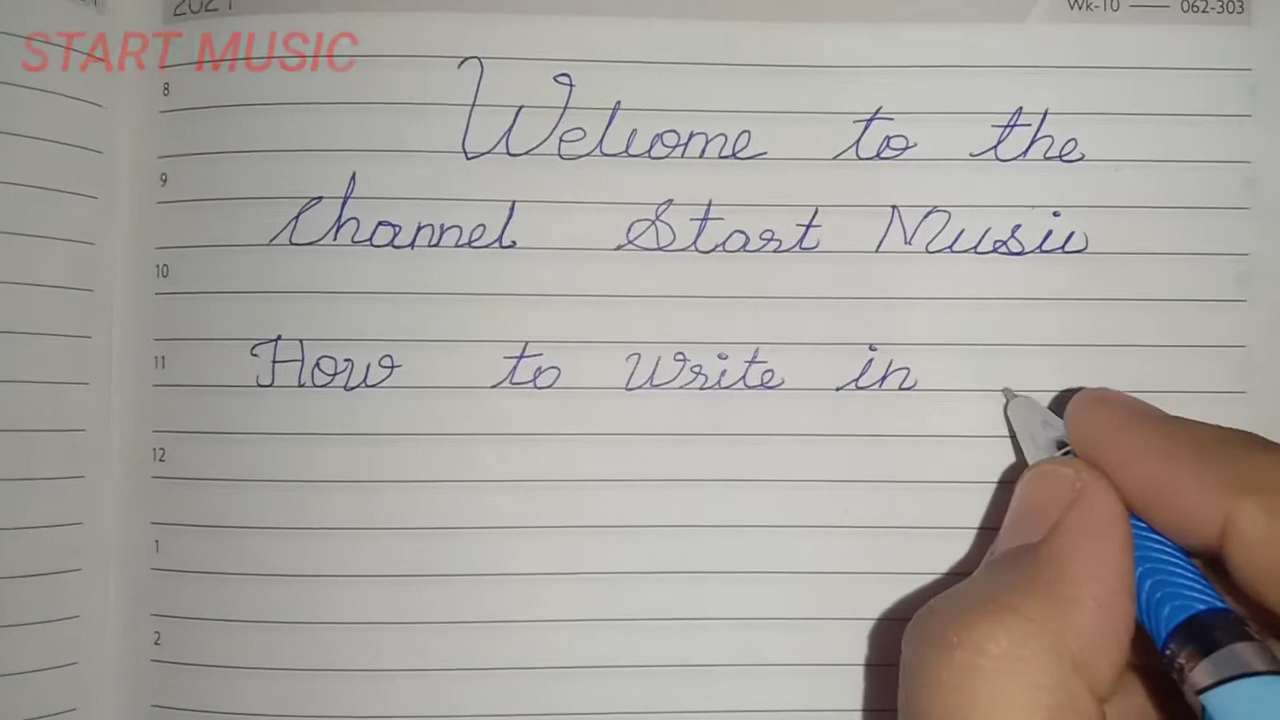 2021
Wk-10 — 062-303
START MUSIC
8
Welcome to the
9
Channel Start Music
10
11 How to Write in
12
1
2